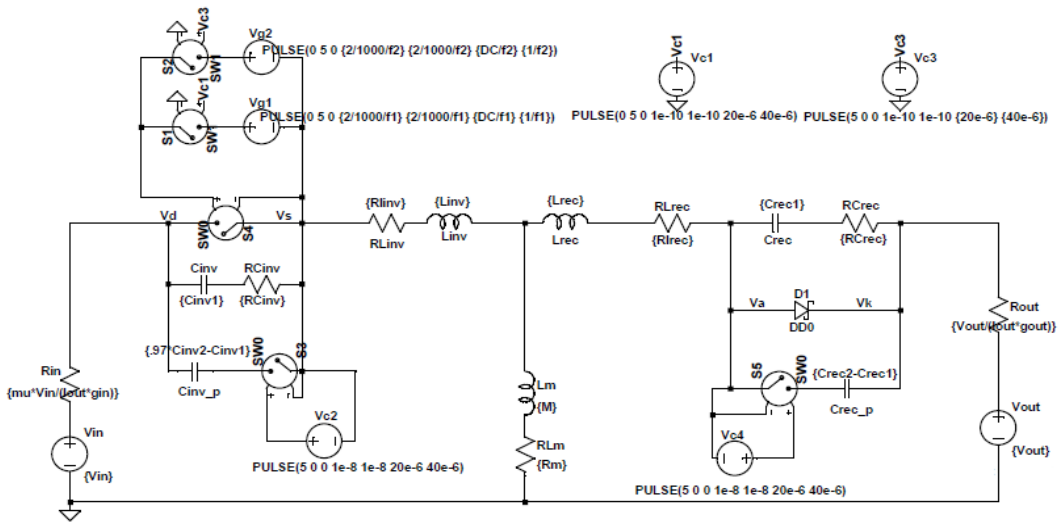 Vc3
Vg2
PULSE(0 5 0 {2/1000/f2} {2/1000/f2} {DC/f2} {1/f2})
S2
SW1
Vc1
Vg1
PULSE(0 5 0 {2/1000/f1} {2/1000/f1} {DC/f1} {1/f1})
S1
SW1
Vc1
Vc1
PULSE(0 5 0 1e-10 1e-10 20e-6 40e-6)
Vc3
Vc3
PULSE(5 0 0 1e-10 1e-10 {20e-6} {40e-6})
Vd
SW0
S4
Vs
{Rlinv}
RLinv
{Linv}
Linv
{Lrec}
Lrec
RLrec
{Rlrec}
{Crec1}
Crec
RCrec
{RCrec}
Cinv
{Cinv1}
RCinv
{RCinv}
Va
D1
DD0
Vk
Rout
{Vout/(Iout*gout)}
{.97*Cinv2-Cinv1}
Cinv_p
SW0
S3
Rin
{mu*Vin/(Iout*gin)}
Lm
{M}
S5
SW0
{Crec2-Crec1}
Crec_p
Vc2
PULSE(5 0 0 1e-8 1e-8 20e-6 40e-6)
Vin
{Vin}
RLm
{Rm}
Vc4
PULSE(5 0 0 1e-8 1e-8 20e-6 40e-6)
Vout
{Vout}